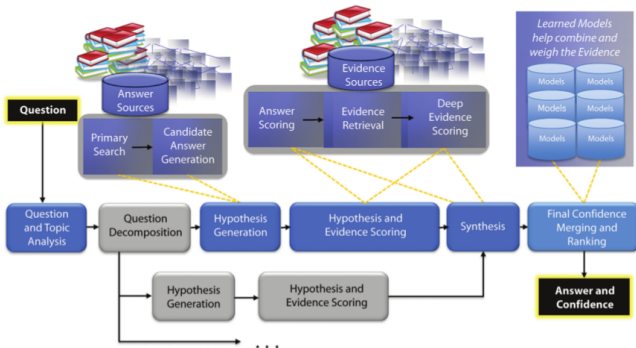 Learned Models
help combine and
weigh the Evidence
Models
Models
Models
Models
Models
Models
Answer
Sources
Evidence
Sources
Question
Primary
Search
Candidate
Answer
Generation
Answer
Scoring
Evidence
Retrieval
Deep
Evidence
Scoring
Question
and Topic
Analysis
Question
Decomposition
Hypothesis
Generation
Hypothesis and
Evidence Scoring
Synthesis
Final Confidence
Merging and
Ranking
Hypothesis
Generation
Hypothesis and
Evidence Scoring
Answer and
Confidence
. . .